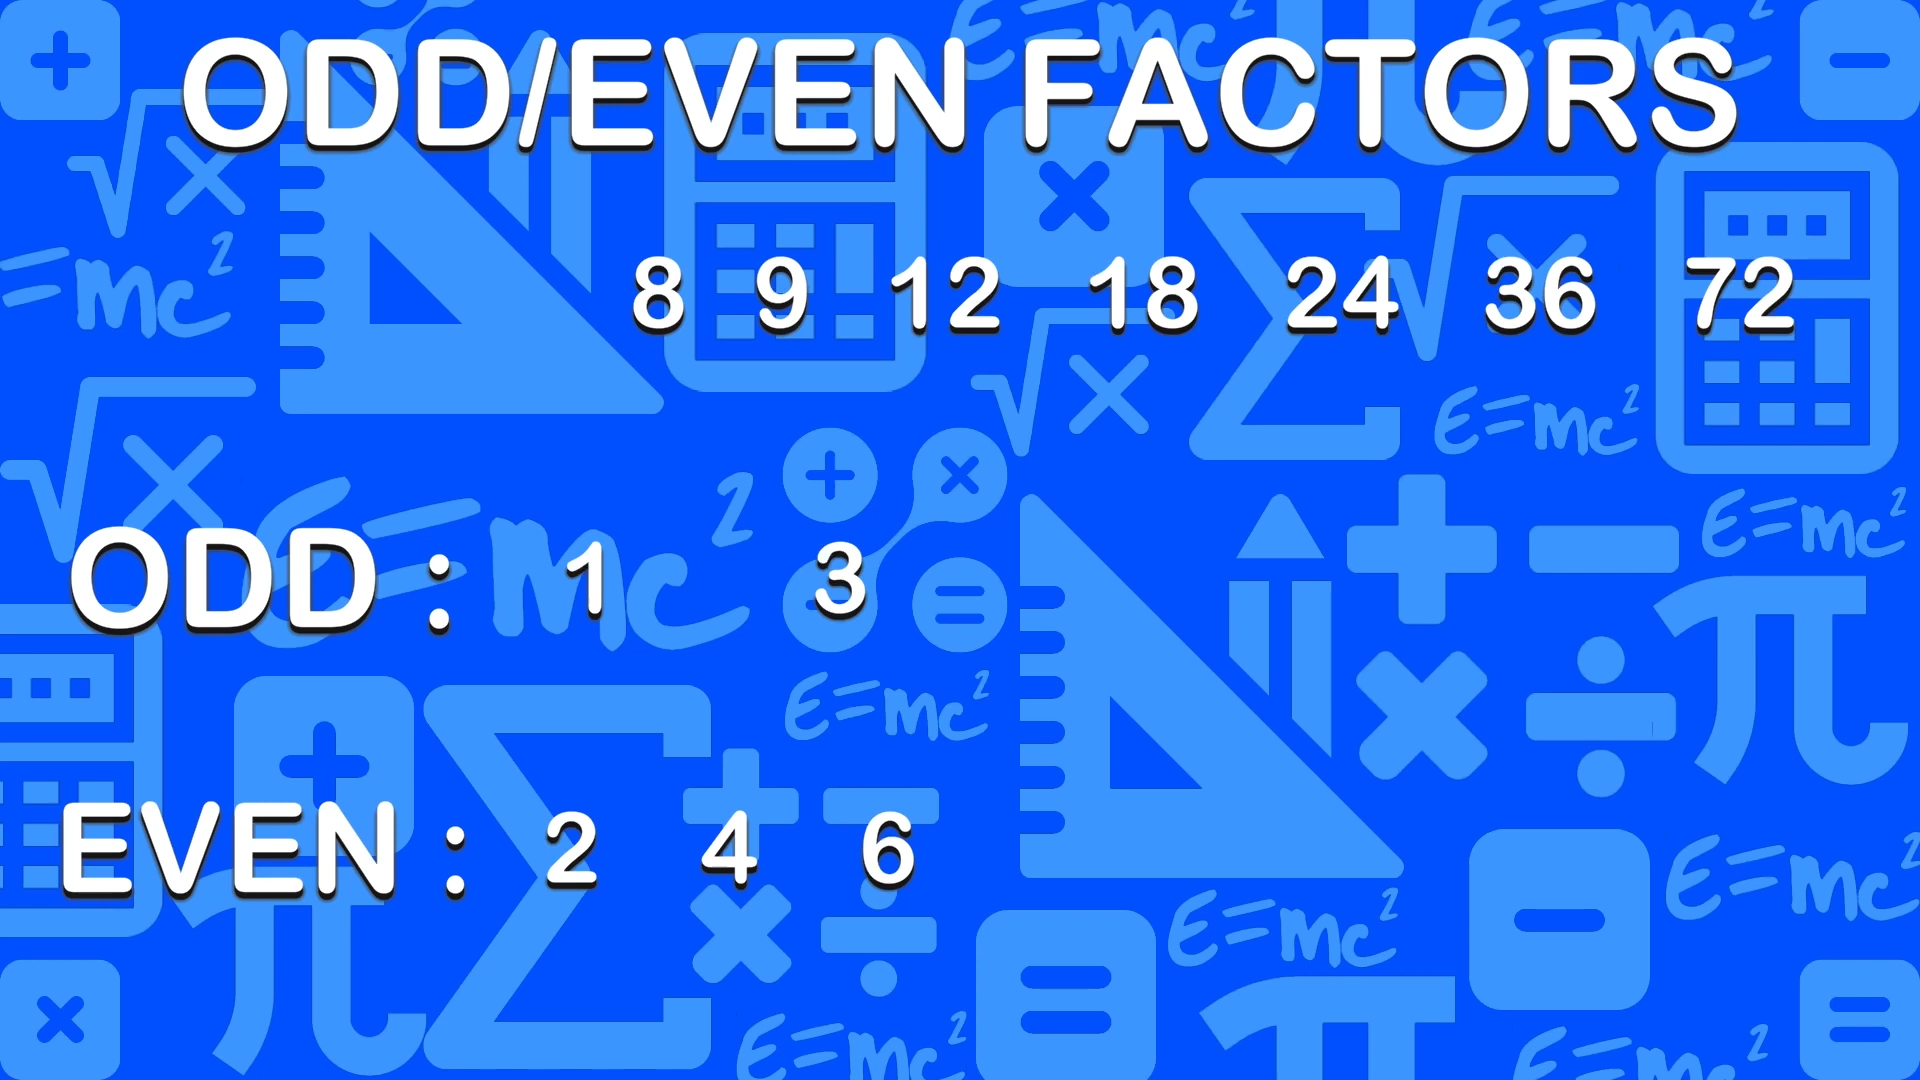 ODD/EVEN FACTORS
8 9 12 18 24 36 72
ODD : 1 3
EVEN : 2 4 6